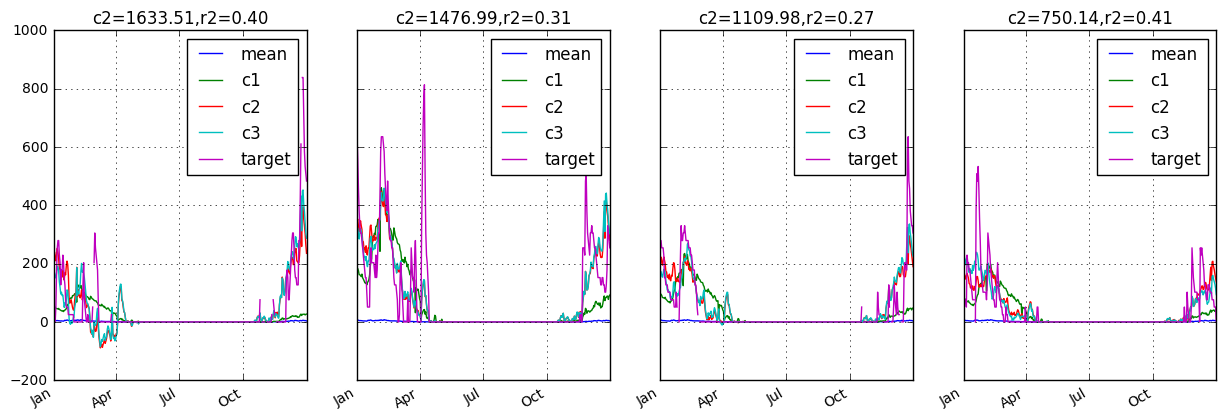 c2=1633.51,r2=0.40
c2=1476.99,r2=0.31
c2=1109.98,r2=0.27
c2=750.14,r2=0.41
1000
800
600
400
200
0
−200
mean
c1
c2
c3
target
mean
c1
c2
c3
target
mean
c1
c2
c3
target
mean
c1
c2
c3
target
Jan Apr Jul Oct
Jan Apr Jul Oct
Jan Apr Jul Oct
Jan Apr Jul Oct